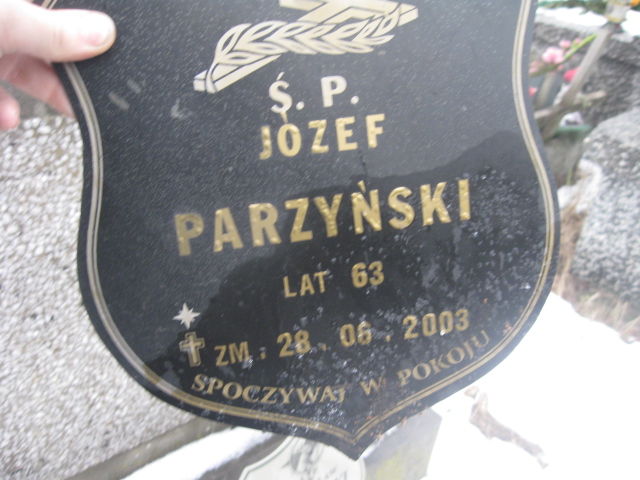 Ś. P.
JÓZEF
PARZYŃSKI
LAT 63
ZM. 28. 06. 2003
SPOCZYWAJ W POKOJU